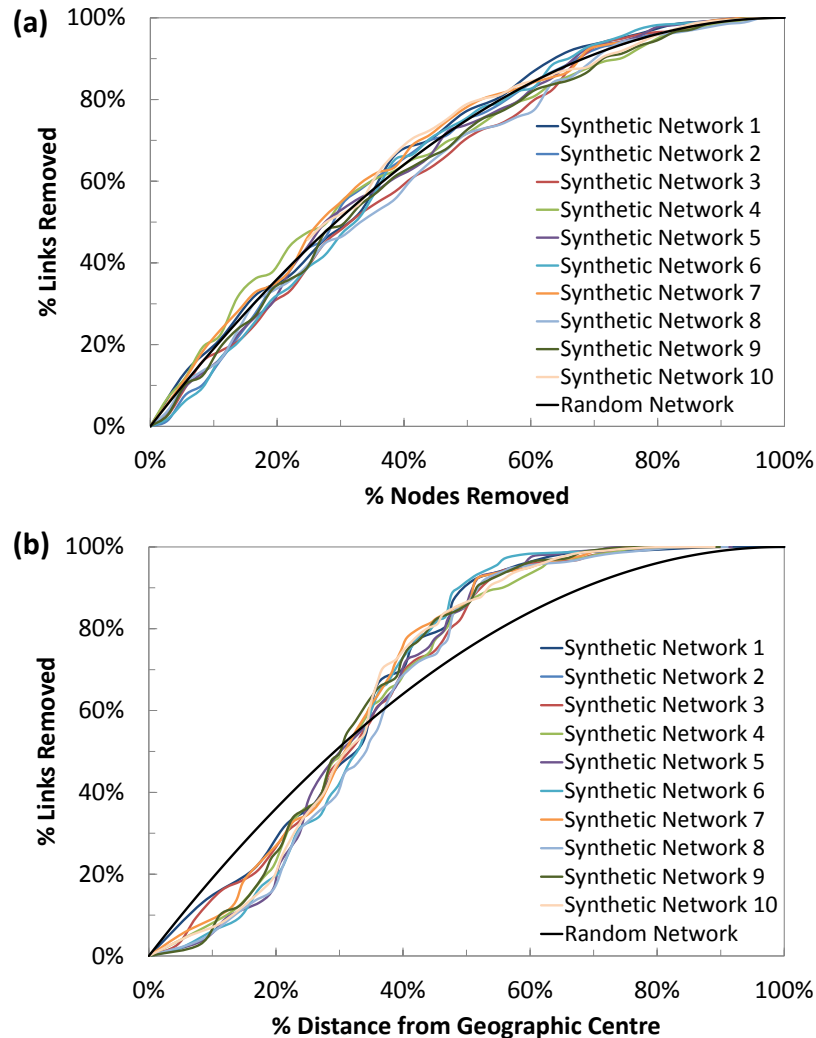 (a)
100%
80%
60%
40%
20%
0%
% Links Removed
Synthetic Network 1
Synthetic Network 2
Synthetic Network 3
Synthetic Network 4
Synthetic Network 5
Synthetic Network 6
Synthetic Network 7
Synthetic Network 8
Synthetic Network 9
Synthetic Network 10
Random Network
0% 20% 40% 60% 80% 100%
% Nodes Removed
(b)
100%
80%
60%
40%
20%
0%
% Links Removed
Synthetic Network 1
Synthetic Network 2
Synthetic Network 3
Synthetic Network 4
Synthetic Network 5
Synthetic Network 6
Synthetic Network 7
Synthetic Network 8
Synthetic Network 9
Synthetic Network 10
Random Network
0% 20% 40% 60% 80% 100%
% Distance from Geographic Centre